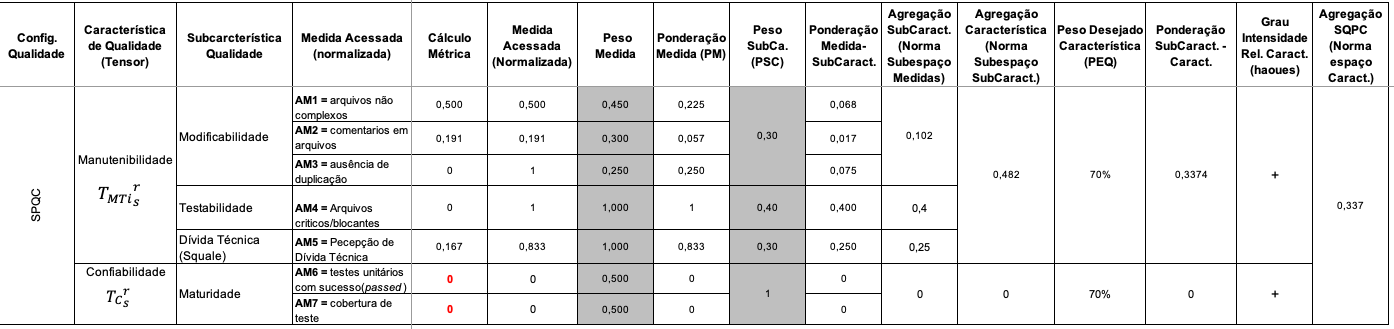 Config. Qualidade | Característica de Qualidade (Tensor) | Subcarcterística Qualidade | Medida Acessada (normalizada) | Cálculo Métrica | Medida Acessada (Normalizada) | Peso Medida | Ponderação Medida (PM) | Peso SubCa. (PSC) | Ponderação Medida- SubCaract. | Agregação SubCaract. (Norma Subespaço Medidas) | Agregação Característica (Norma Subespaço SubCaract.) | Peso Desejado Característica (PEQ) | Ponderação SubCaract. - Caract. | Grau Intensidade Rel. Caract. (haoues) | Agregação SQPC (Norma espaço Caract.)
SPQC | Manutenibilidade T_{MTi}{}_s^r | Modificabilidade | AM1 = arquivos não complexos | 0,500 | 0,500 | 0,450 | 0,225 | 0,30 | 0,068 | 0,102 | 0,482 | 70% | 0,3374 | + | 0,337
AM2 = comentarios em arquivos | 0,191 | 0,191 | 0,300 | 0,057 | 0,017
AM3 = ausência de duplicação | 0 | 1 | 0,250 | 0,250 | 0,075
Testabilidade | AM4 = Arquivos criticos/blocantes | 0 | 1 | 1,000 | 1 | 0,40 | 0,400 | 0,4
Dívida Técnica (Squale) | AM5 = Pecepção de Dívida Técnica | 0,167 | 0,833 | 1,000 | 0,833 | 0,30 | 0,250 | 0,25
Confiabilidade T_C{}_s^r | Maturidade | AM6 = testes unitários com sucesso(passed) | 0 | 0 | 0,500 | 0 | 1 | 0 | 0 | 0 | 70% | 0 | +
AM7 = cobertura de teste | 0 | 0 | 0,500 | 0 | 0